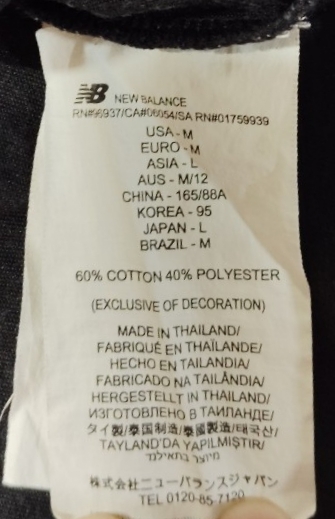 NB NEW BALANCE
RN#96937/CA#06054/SA RN#01759939
USA - M
EURO - M
ASIA - L
AUS - M/12
CHINA - 165/88A
KOREA - 95
JAPAN - L
BRAZIL - M
60% COTTON 40% POLYESTER
(EXCLUSIVE OF DECORATION)
MADE IN THAILAND/
FABRIQUÉ EN THAÏLANDE/
HECHO EN TAILANDIA/
FABRICADO NA TAILÂNDIA/
HERGESTELLT IN THAILAND/
ИЗГОТОВЛЕНО В ТАИЛАНДЕ/
タイ製/泰国制造/泰國製造/태국산/
TAYLAND'DA YAPILMIŞTIR/
מיוצר בתאילנד
株式会社ニューバランスジャパン
TEL 0120-85-7120